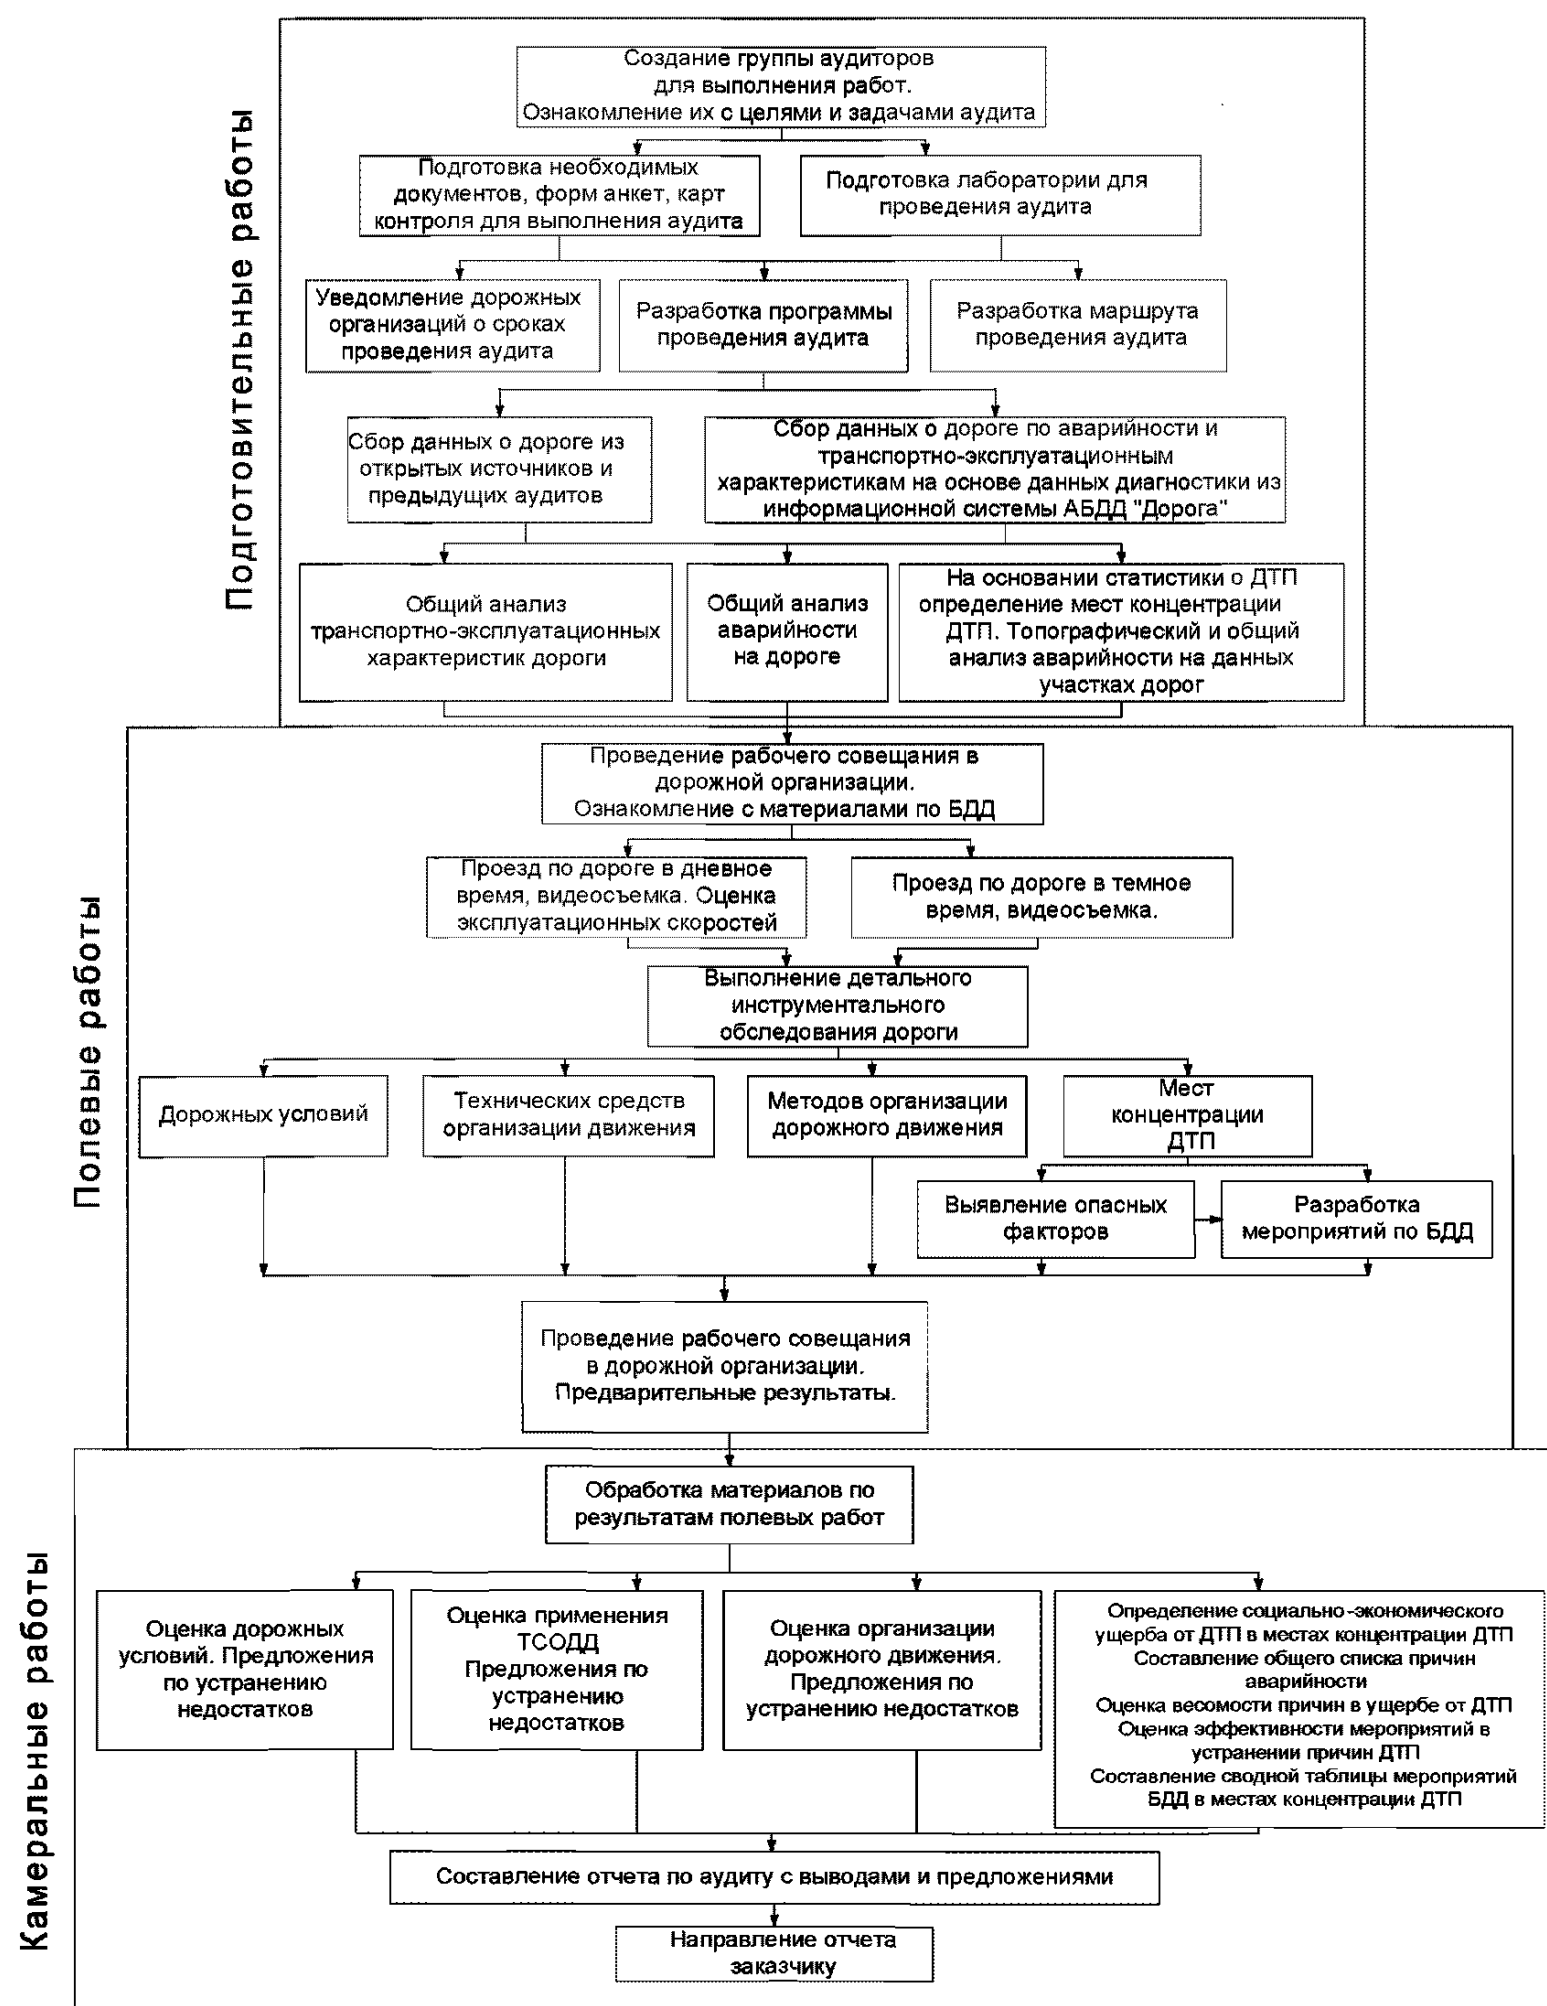 Подготовительные работы
Создание группы аудиторов
для выполнения работ.
Ознакомление их с целями и задачами аудита
Подготовка необходимых
документов, форм анкет, карт
контроля для выполнения аудита
Подготовка лаборатории для
проведения аудита
Уведомление дорожных
организаций о сроках
проведения аудита
Разработка программы
проведения аудита
Разработка маршрута
проведения аудита
Сбор данных о дороге из
открытых источников и
предыдущих аудитов
Сбор данных о дороге по аварийности и
транспортно-эксплуатационным
характеристикам на основе данных диагностики из
информационной системы АБДД "Дорога"
Общий анализ
транспортно-эксплуатационных
характеристик дороги
Общий анализ
аварийности
на дороге
На основании статистики о ДТП
определение мест концентрации
ДТП. Топографический и общий
анализ аварийности на данных
участках дорог
Полевые работы
Проведение рабочего совещания в
дорожной организации.
Ознакомление с материалами по БДД
Проезд по дороге в дневное
время, видеосъемка. Оценка
эксплуатационных скоростей
Проезд по дороге в темное
время, видеосъемка.
Выполнение детального
инструментального
обследования дороги
Дорожных условий
Технических средств
организации движения
Методов организации
дорожного движения
Мест
концентрации
ДТП
Выявление опасных
факторов
Разработка
мероприятий по БДД
Проведение рабочего совещания
в дорожной организации.
Предварительные результаты.
Камеральные работы
Обработка материалов по
результатам полевых работ
Оценка дорожных
условий. Предложения
по устранению
недостатков
Оценка применения
ТСОДД
Предложения по
устранению
недостатков
Оценка организации
дорожного движения.
Предложения по
устранению недостатков
Определение социально-экономического
ущерба от ДТП в местах концентрации ДТП
Составление общего списка причин
аварийности
Оценка весомости причин в ущербе от ДТП
Оценка эффективности мероприятий в
устранении причин ДТП
Составление сводной таблицы мероприятий
БДД в местах концентрации ДТП
Составление отчета по аудиту с выводами и предложениями
Направление отчета
заказчику